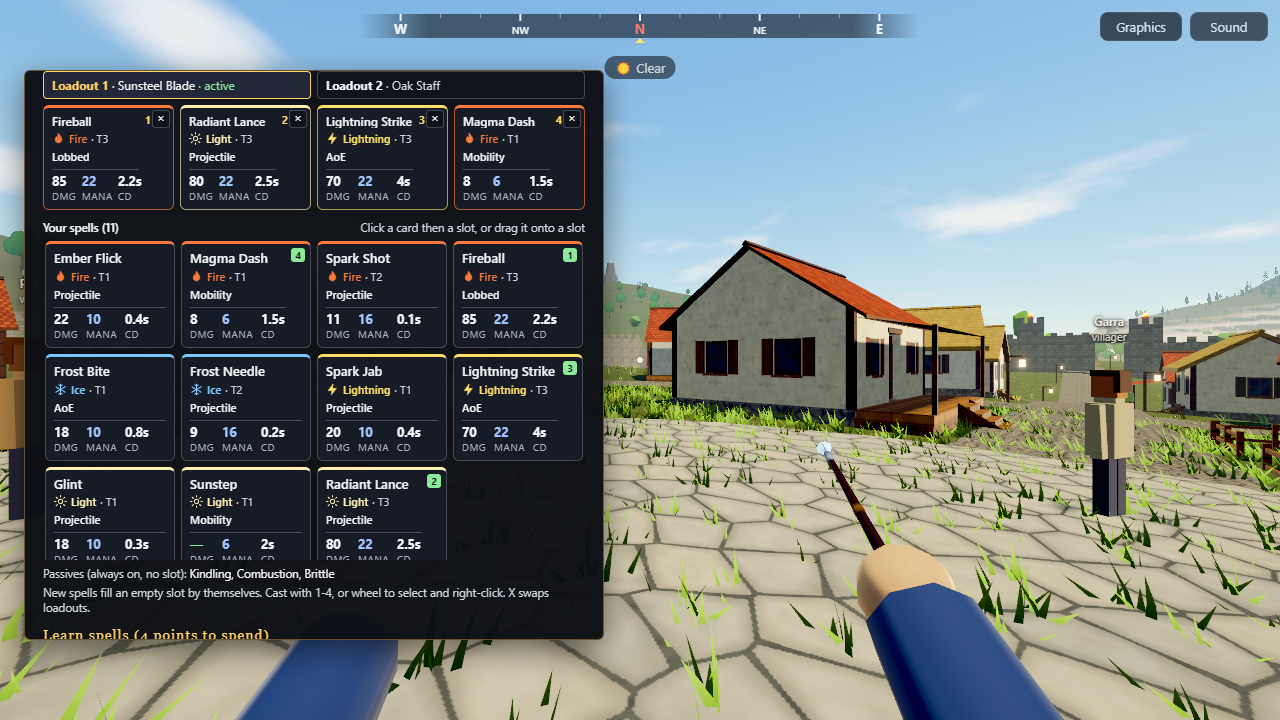 W NW N NE E
Graphics Sound
Clear
Loadout 1 · Sunsteel Blade · active
Loadout 2 · Oak Staff
Fireball 1 ✕
Fire · T3
Lobbed
85 22 2.2s
DMG MANA CD
Radiant Lance 2 ✕
Light · T3
Projectile
80 22 2.5s
DMG MANA CD
Lightning Strike 3 ✕
Lightning · T3
AoE
70 22 4s
DMG MANA CD
Magma Dash 4 ✕
Fire · T1
Mobility
8 6 1.5s
DMG MANA CD
Your spells (11)
Click a card then a slot, or drag it onto a slot
Ember Flick
Fire · T1
Projectile
22 10 0.4s
DMG MANA CD
Magma Dash 4
Fire · T1
Mobility
8 6 1.5s
DMG MANA CD
Spark Shot
Fire · T2
Projectile
11 16 0.1s
DMG MANA CD
Fireball 1
Fire · T3
Lobbed
85 22 2.2s
DMG MANA CD
Frost Bite
Ice · T1
AoE
18 10 0.8s
DMG MANA CD
Frost Needle
Ice · T2
Projectile
9 16 0.2s
DMG MANA CD
Spark Jab
Lightning · T1
Projectile
20 10 0.4s
DMG MANA CD
Lightning Strike 3
Lightning · T3
AoE
70 22 4s
DMG MANA CD
Glint
Light · T1
Projectile
18 10 0.3s
DMG MANA CD
Sunstep
Light · T1
Mobility
— 6 2s
DMG MANA CD
Radiant Lance 2
Light · T3
Projectile
80 22 2.5s
DMG MANA CD
Passives (always on, no slot): Kindling, Combustion, Brittle
New spells fill an empty slot by themselves. Cast with 1-4, or wheel to select and right-click. X swaps
loadouts.
Learn spells (4 points to spend)
Garra
villager